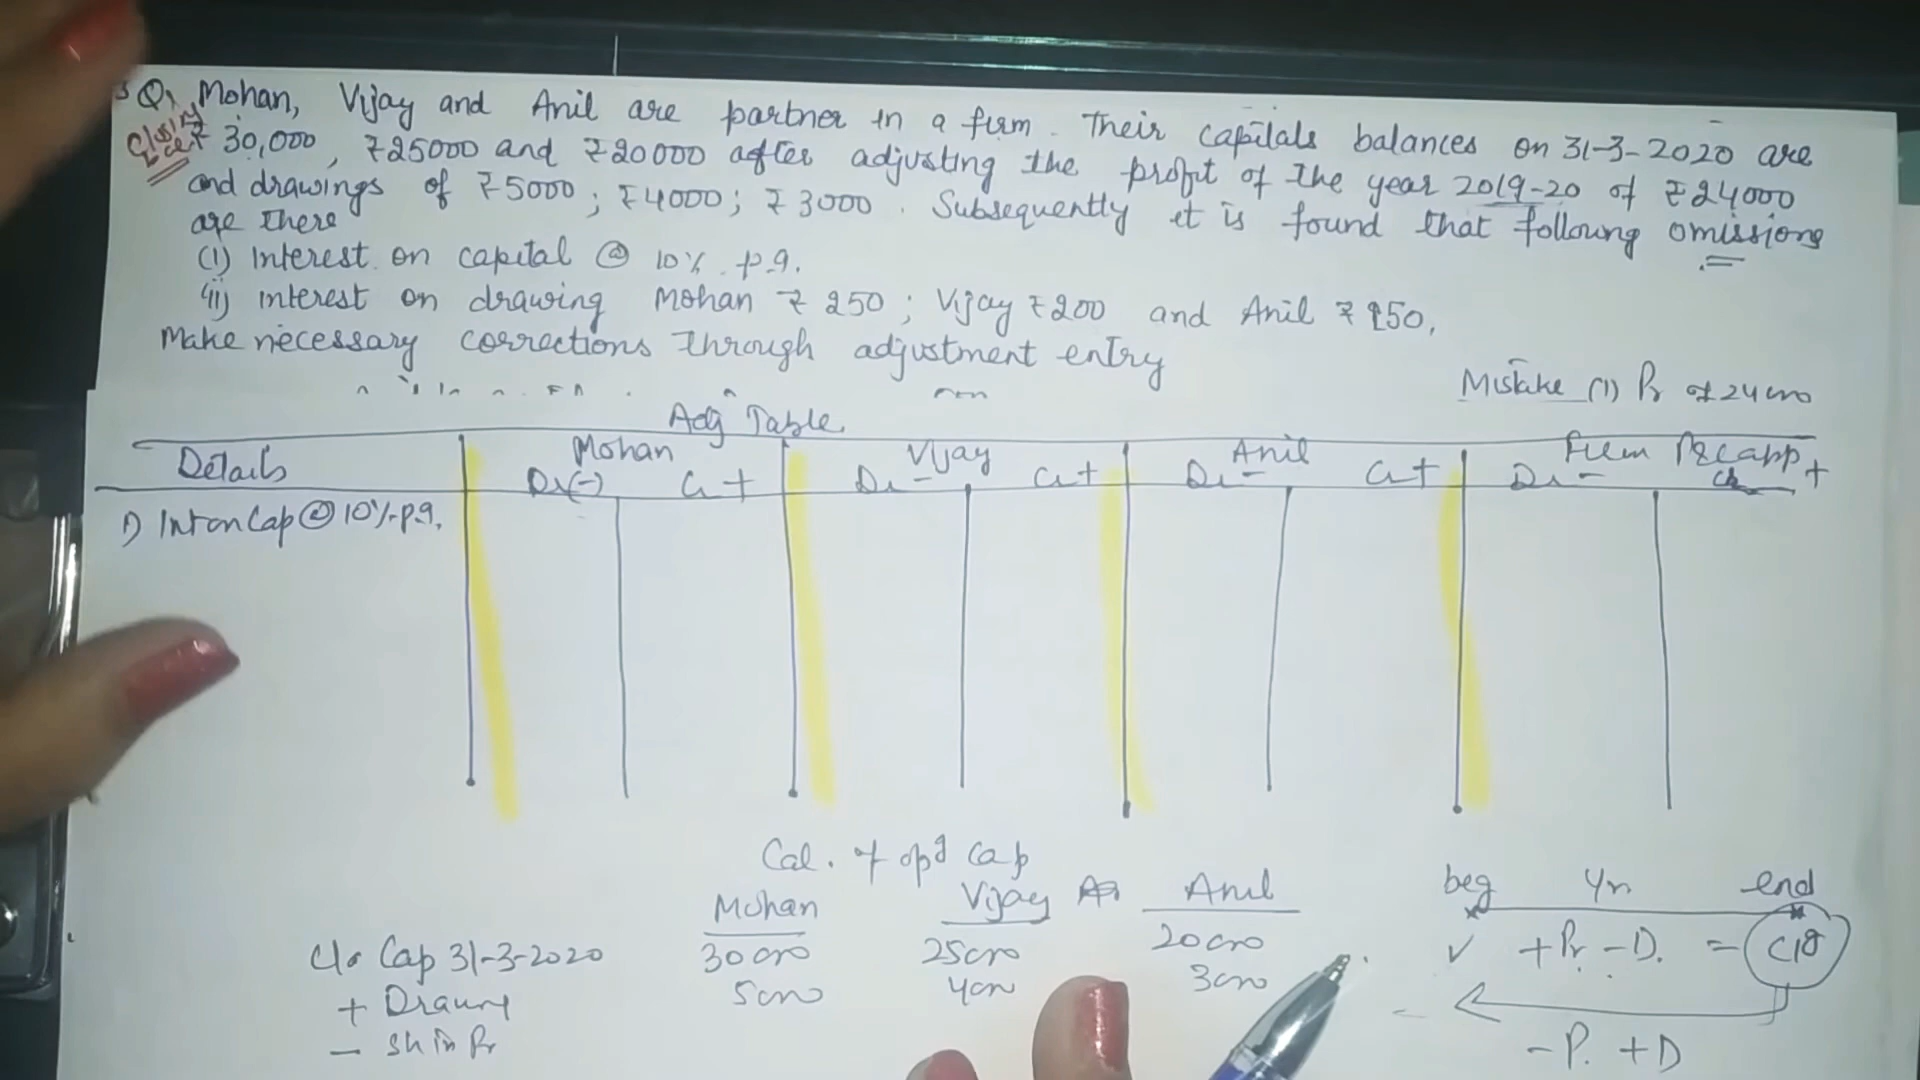 Q, Mohan, Vijay and Anil are partner in a firm. Their capitals balances on 31-3-2020 are
Closing
₹ 30,000, ₹25000 and ₹20000 after adjusting the profit of the year 2019-20 of ₹24000
and drawings of ₹5000; ₹4000; ₹3000. Subsequently it is found that following omissions
are there
(i) Interest on capital @ 10% p.a.
(ii) interest on drawing Mohan ₹ 250; Vijay ₹200 and Anil ₹150,
Make necessary corrections through adjustment entry
Mistake (1) Pr of 24000
Adj Table
Details Mohan Vijay Anil Firm
Dr(-) Cr+ Dr- Cr+ Dr- Cr+ Dr- Cr +
1) Int on Cap @ 10% p.a.
Cal. of opg cap
Mohan Vijay Anil
beg Yr end
Clo Cap 31-3-2020 30000 25000 20000
+ Drawing 5000 4000 3000
- Sh in Pr
✓ +Pr - D. = Clo
- P. + D